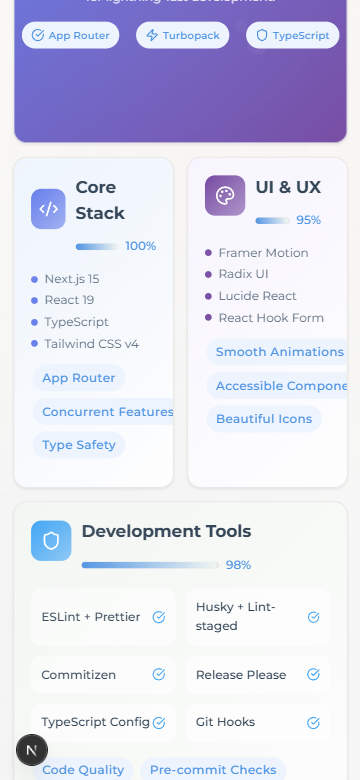 App Router
Turbopack
TypeScript
Core
Stack
100%
Next.js 15
React 19
TypeScript
Tailwind CSS v4
App Router
Concurrent Features
Type Safety
UI & UX
95%
Framer Motion
Radix UI
Lucide React
React Hook Form
Smooth Animations
Accessible Compone
Beautiful Icons
Development Tools
98%
ESLint + Prettier
Husky + Lint-
staged
Commitizen
Release Please
TypeScript Config
Git Hooks
N
Code Quality
Pre-commit Checks